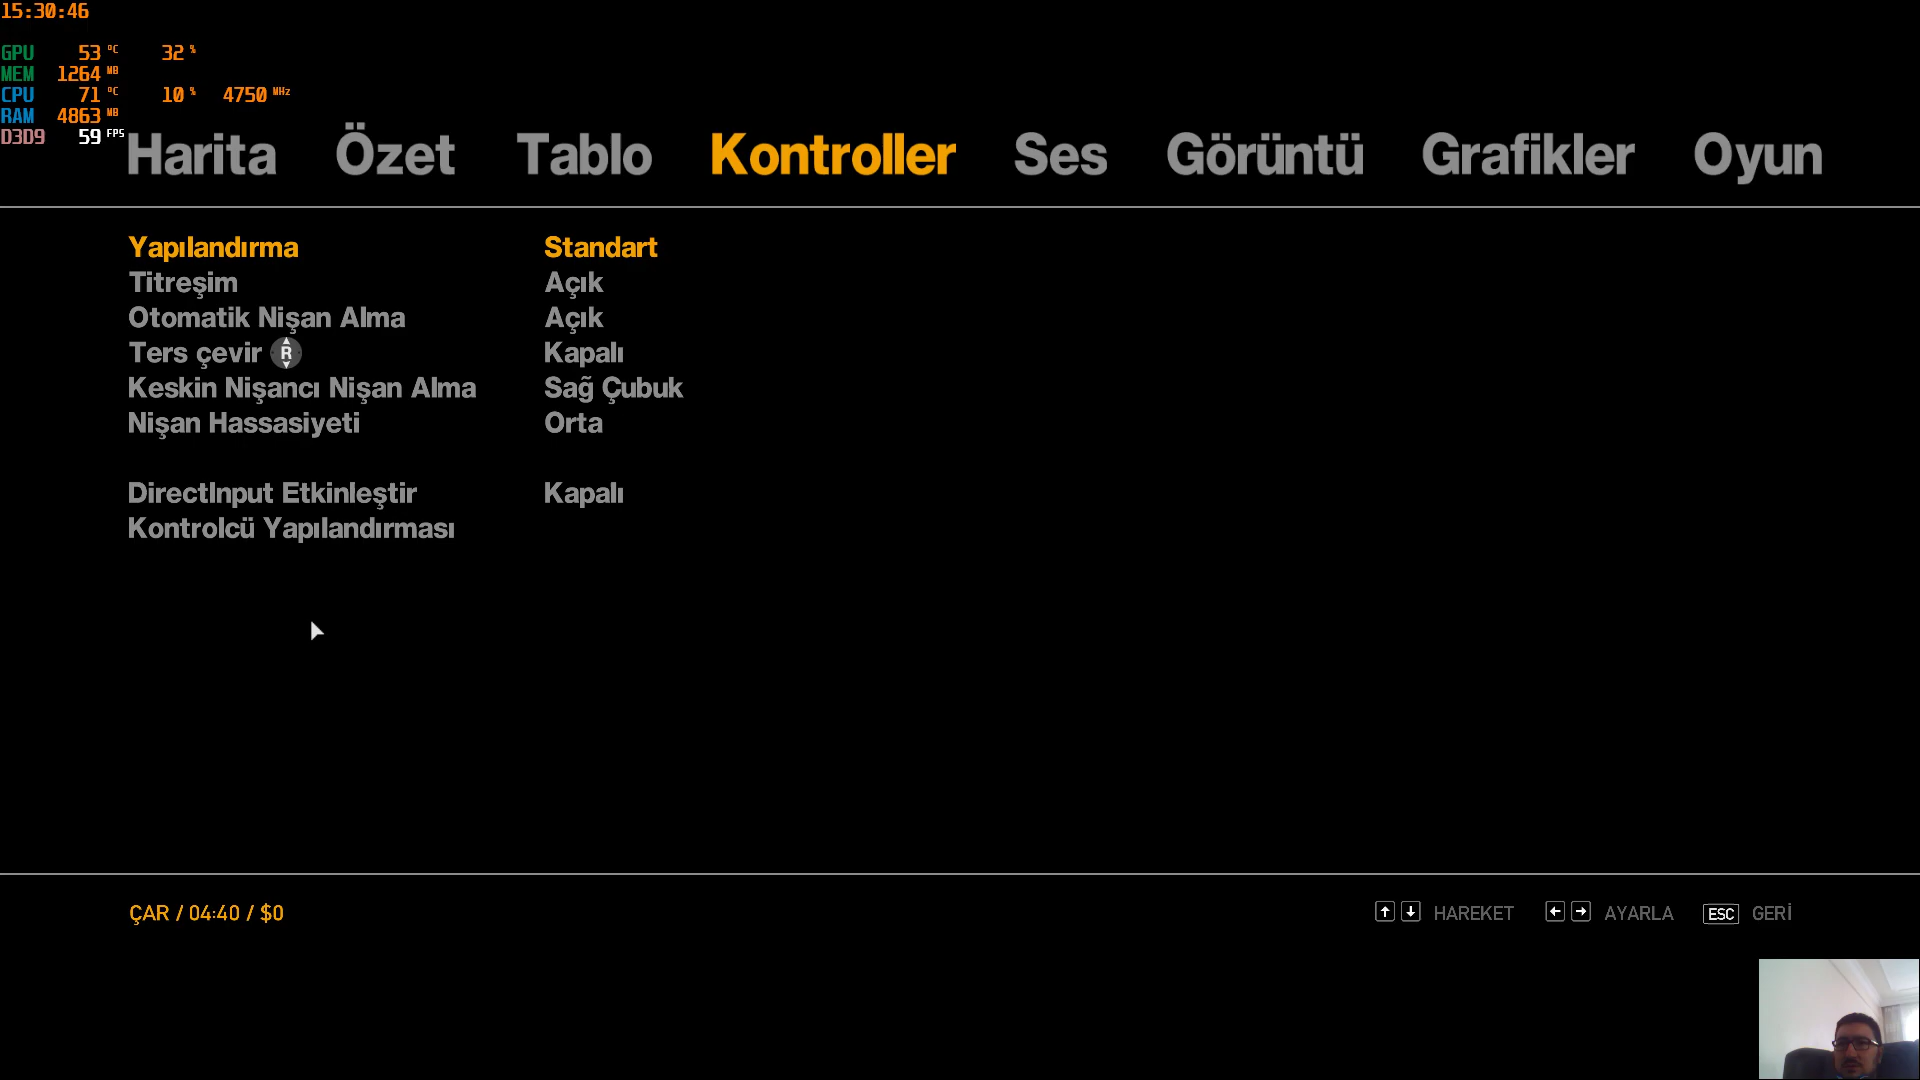 15:30:46
GPU 53 °C 32 %
MEM 1264 MB
CPU 71 °C 10 % 4750 MHz
RAM 4863 MB
D3D9 59 FPS
Harita Özet Tablo Kontroller Ses Görüntü Grafikler Oyun
Yapılandırma Standart
Titreşim Açık
Otomatik Nişan Alma Açık
Ters çevir R Kapalı
Keskin Nişancı Nişan Alma Sağ Çubuk
Nişan Hassasiyeti Orta
DirectInput Etkinleştir Kapalı
Kontrolcü Yapılandırması
ÇAR / 04:40 / $0 HAREKET AYARLA ESC GERİ